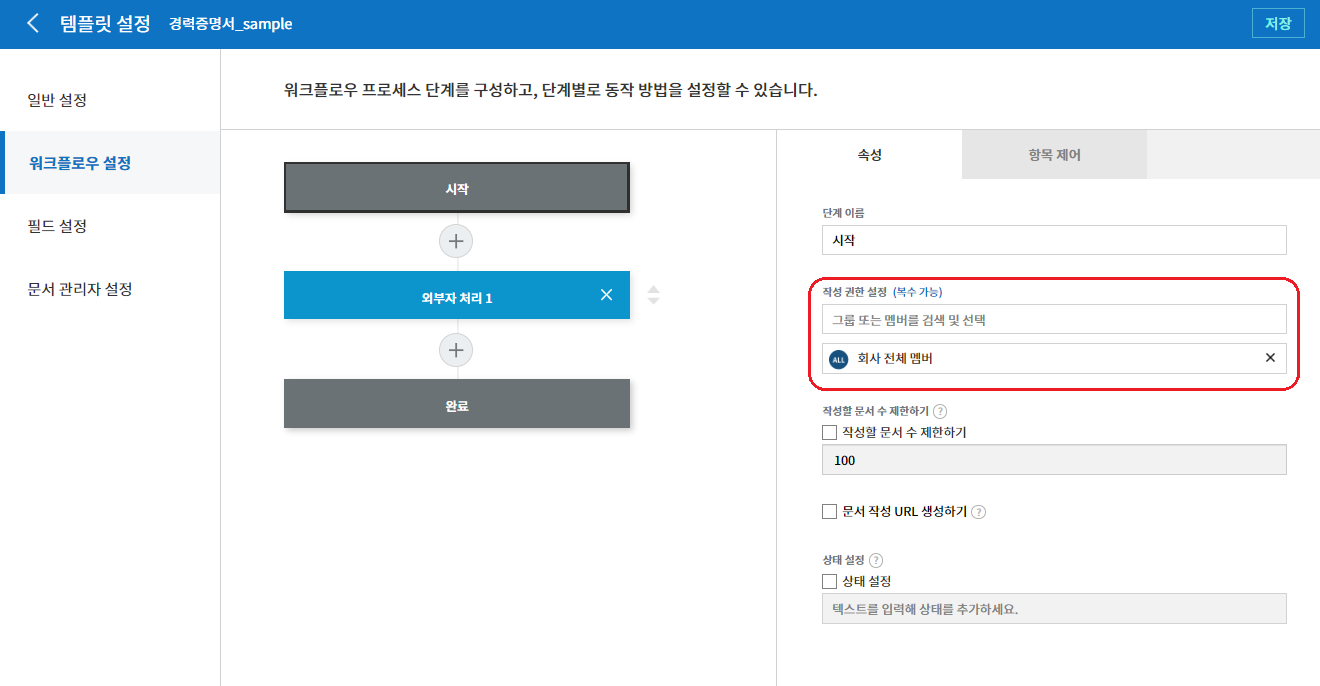 템플릿 설정 경력증명서_sample 저장
일반 설정
워크플로우 설정
필드 설정
문서 관리자 설정
워크플로우 프로세스 단계를 구성하고, 단계별로 동작 방법을 설정할 수 있습니다.
시작
외부자 처리 1
완료
속성 항목 제어
단계 이름
시작
작성 권한 설정 (복수 가능)
그룹 또는 멤버를 검색 및 선택
ALL 회사 전체 멤버
작성할 문서 수 제한하기 ?
작성할 문서 수 제한하기
100
문서 작성 URL 생성하기 ?
상태 설정 ?
상태 설정
텍스트를 입력해 상태를 추가하세요.